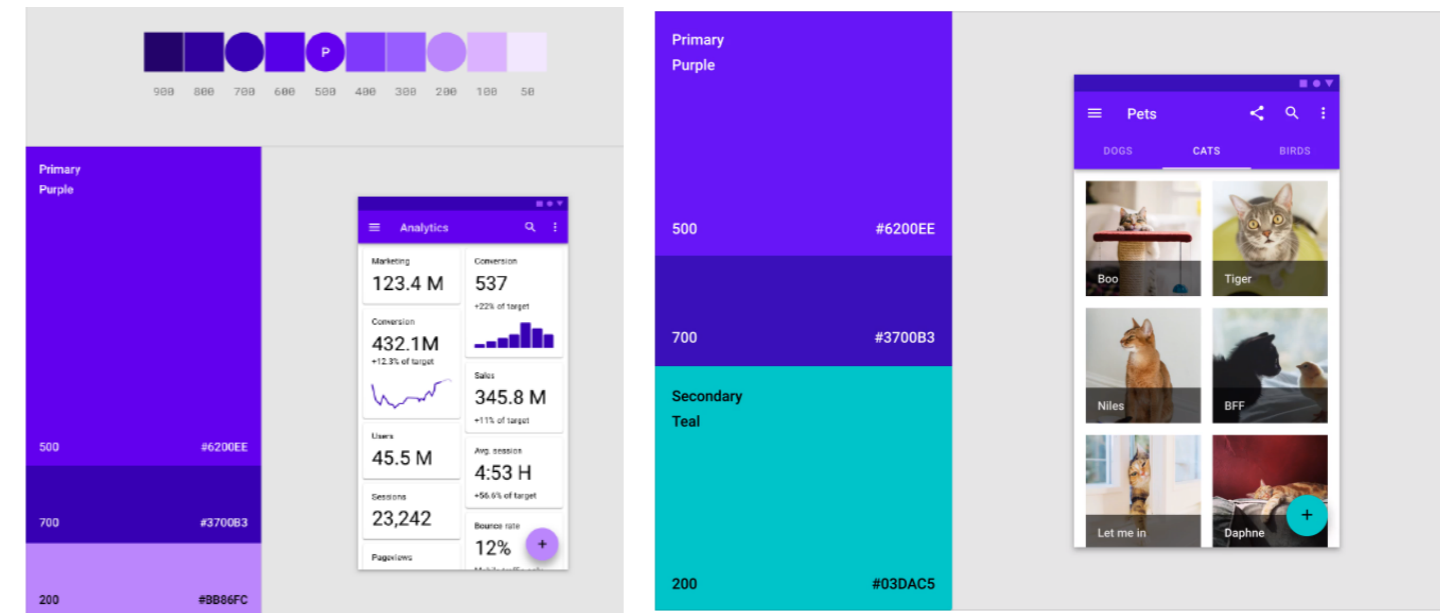 P
900 800 700 600 500 400 300 200 100 50
Primary
Purple
500 #6200EE
700 #3700B3
200 #BB86FC
Analytics
Marketing
123.4 M
Conversion
432.1M
+12.3% of target
Users
45.5 M
Sessions
23,242
Pageviews
Conversion
537
+22% of target
Sales
345.8 M
+11% of target
Avg. session
4:53 H
+56.6% of target
Bounce rate
12%
+
Primary
Purple
500 #6200EE
700 #3700B3
Secondary
Teal
200 #03DAC5
Pets
DOGS CATS BIRDS
Boo Tiger
Niles BFF
Let me in Daphne
+